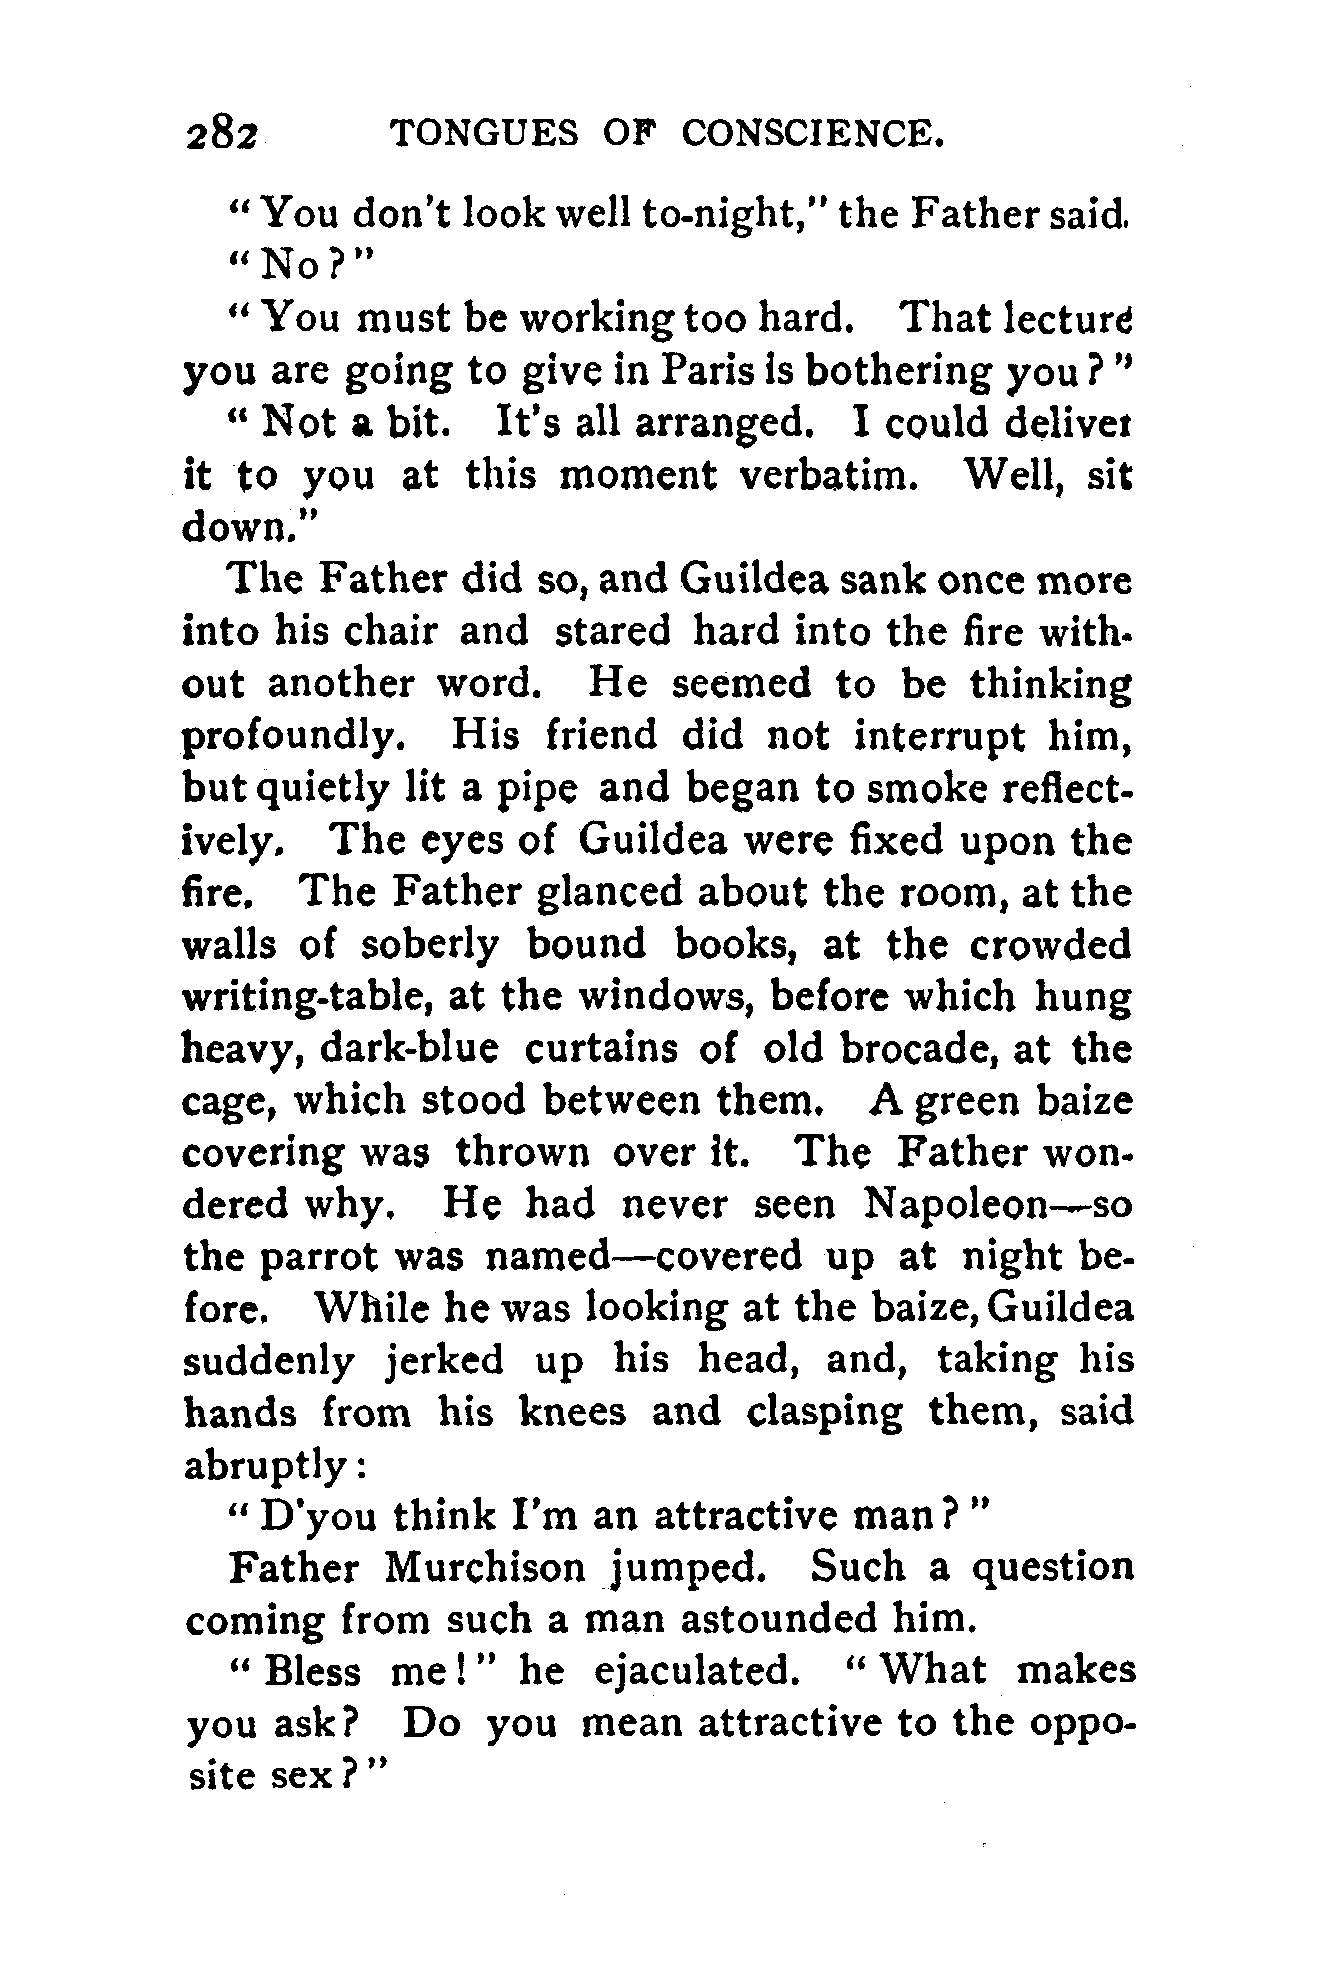 282 TONGUES OF CONSCIENCE.
“You don't look well to-night,” the Father said.
“No?”
“You must be working too hard. That lecture
you are going to give in Paris is bothering you?”
“Not a bit. It's all arranged. I could deliver
it to you at this moment verbatim. Well, sit
down.”
The Father did so, and Guildea sank once more
into his chair and stared hard into the fire with-
out another word. He seemed to be thinking
profoundly. His friend did not interrupt him,
but quietly lit a pipe and began to smoke reflect-
ively. The eyes of Guildea were fixed upon the
fire. The Father glanced about the room, at the
walls of soberly bound books, at the crowded
writing-table, at the windows, before which hung
heavy, dark-blue curtains of old brocade, at the
cage, which stood between them. A green baize
covering was thrown over it. The Father won-
dered why. He had never seen Napoleon—so
the parrot was named—covered up at night be-
fore. While he was looking at the baize, Guildea
suddenly jerked up his head, and, taking his
hands from his knees and clasping them, said
abruptly:
“D'you think I'm an attractive man?”
Father Murchison jumped. Such a question
coming from such a man astounded him.
“Bless me!” he ejaculated. “What makes
you ask? Do you mean attractive to the oppo-
site sex?”